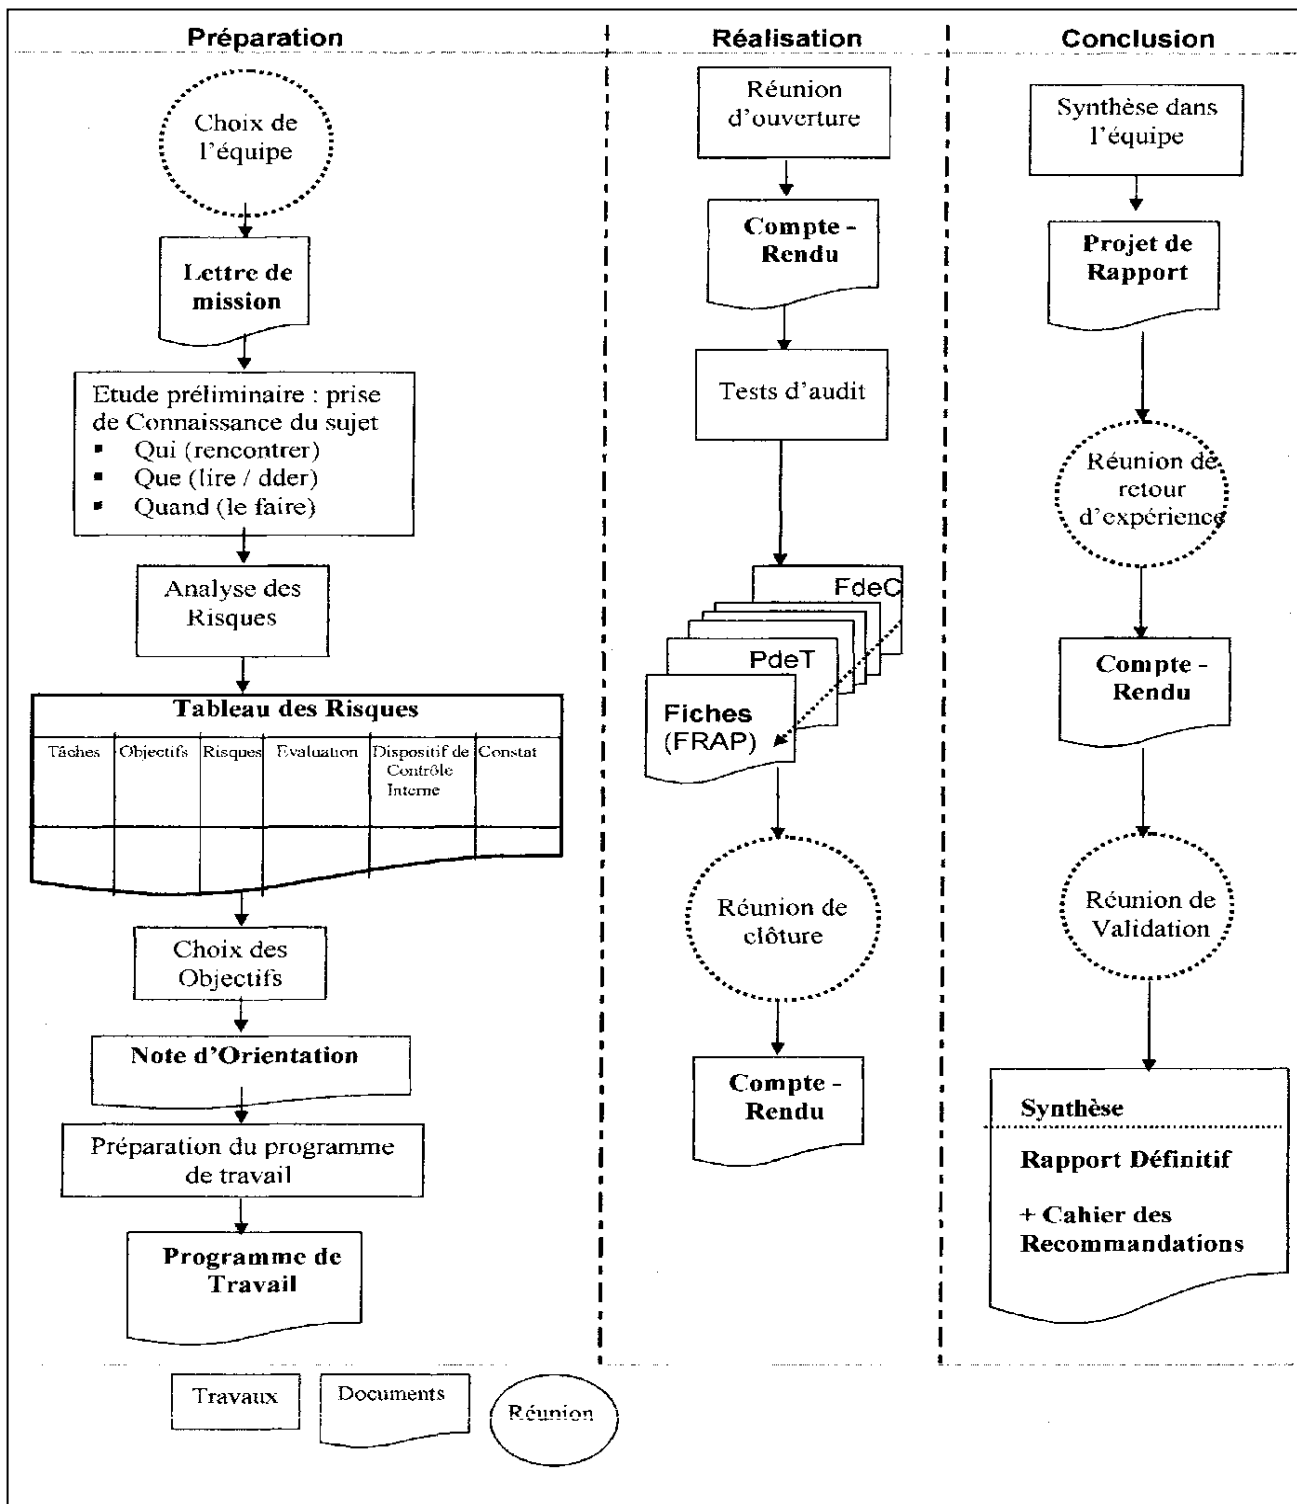 Préparation
Choix de
l'équipe
Lettre de
mission
Etude préliminaire : prise
de Connaissance du sujet
▪ Qui (rencontrer)
▪ Que (lire / dder)
▪ Quand (le faire)
Analyse des
Risques
Tableau des Risques
Tâches Objectifs Risques Evaluation Dispositif de Contrôle Interne Constat
Choix des
Objectifs
Note d'Orientation
Préparation du programme
de travail
Programme de
Travail
Réalisation
Réunion
d'ouverture
Compte -
Rendu
Tests d'audit
FdeC
PdeT
Fiches
(FRAP)
Réunion de
clôture
Compte -
Rendu
Conclusion
Synthèse dans
l'équipe
Projet de
Rapport
Réunion de
retour
d'expérience
Compte -
Rendu
Réunion de
Validation
Synthèse
Rapport Définitif
+ Cahier des
Recommandations
Travaux
Documents
Réunion